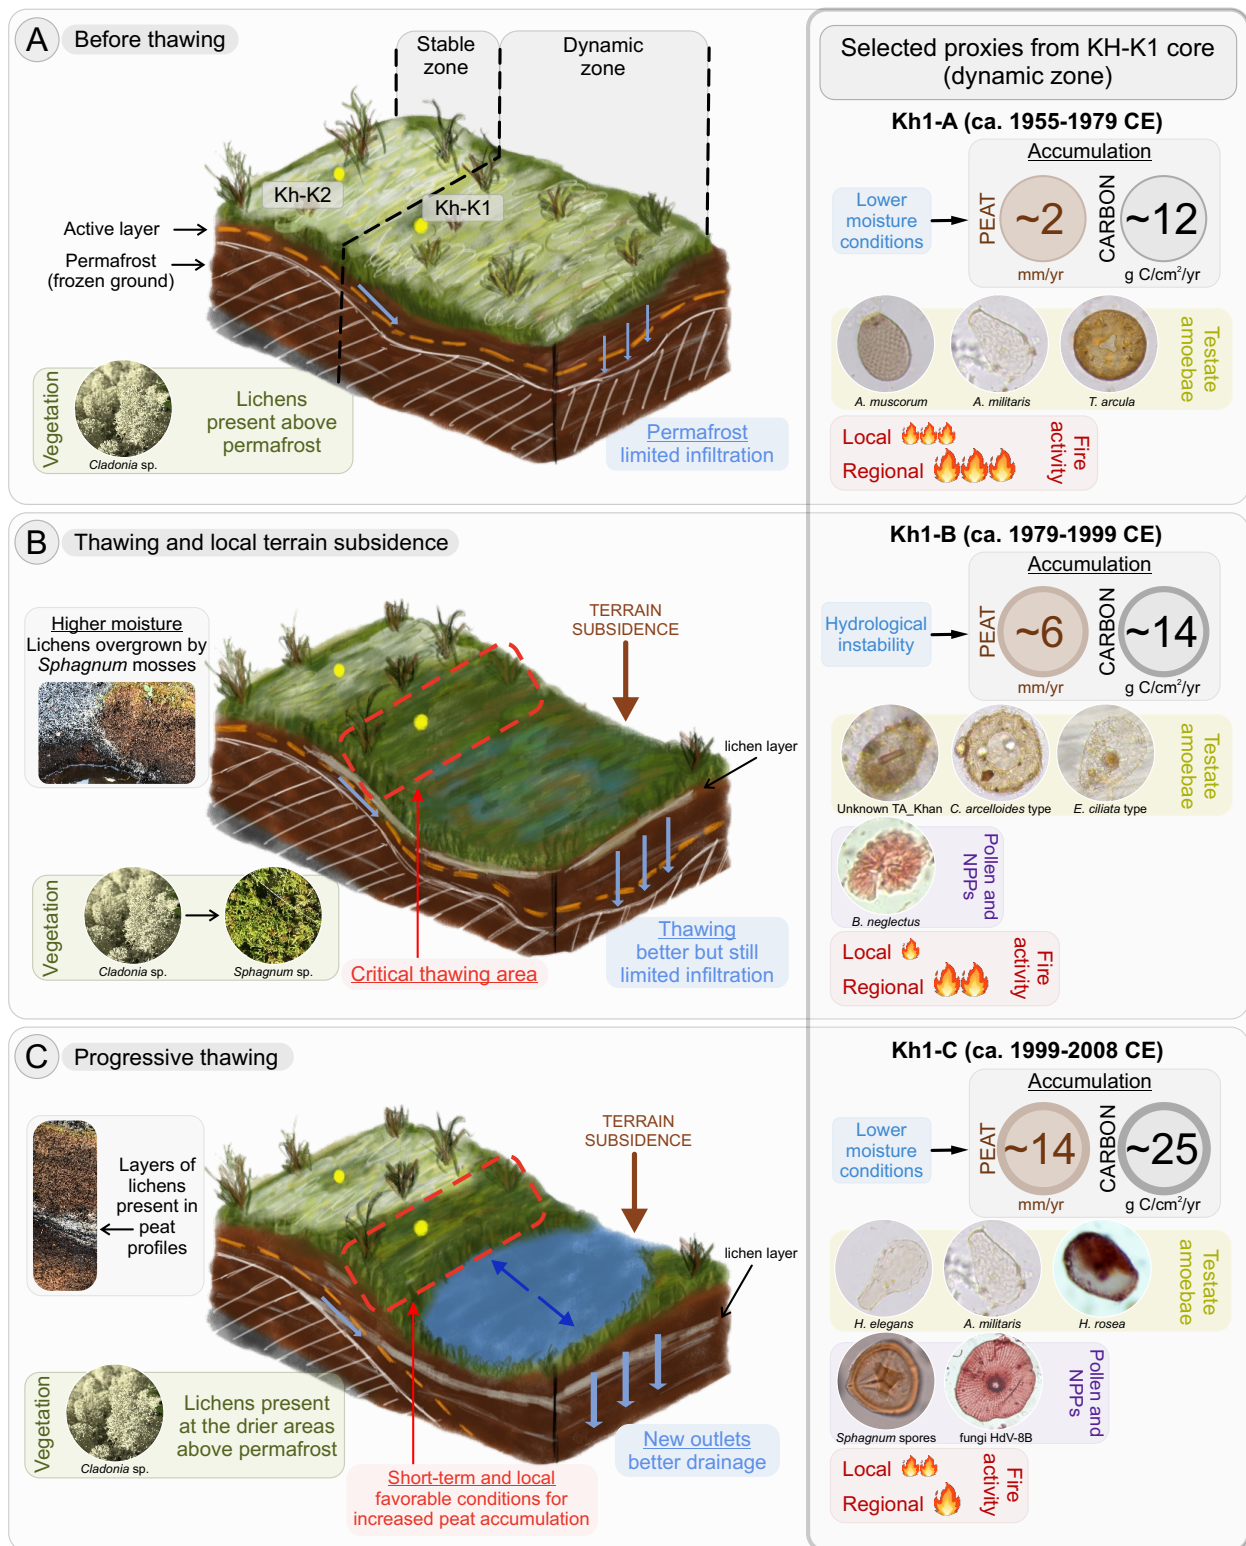 A
Before thawing
Stable
zone
Dynamic
zone
Kh-K2
Kh-K1
Active layer
Permafrost
(frozen ground)
Vegetation
Cladonia sp.
Lichens
present above
permafrost
Permafrost
limited infiltration
Selected proxies from KH-K1 core
(dynamic zone)
Kh1-A (ca. 1955-1979 CE)
Accumulation
Lower
moisture
conditions
PEAT
~2
mm/yr
CARBON
~12
g C/cm²/yr
A. muscorum
A. militaris
T. arcula
Testate
amoebae
Local
Regional
Fire
activity
B
Thawing and local terrain subsidence
Higher moisture
Lichens overgrown by
Sphagnum mosses
TERRAIN
SUBSIDENCE
lichen layer
Vegetation
Cladonia sp.
Sphagnum sp.
Critical thawing area
Thawing
better but still
limited infiltration
Kh1-B (ca. 1979-1999 CE)
Accumulation
Hydrological
instability
PEAT
~6
mm/yr
CARBON
~14
g C/cm²/yr
Unknown TA_Khan
C. arcelloides type
E. ciliata type
Testate
amoebae
B. neglectus
Pollen and
NPPs
Local
Regional
Fire
activity
C
Progressive thawing
Layers of
lichens
present in
peat
profiles
TERRAIN
SUBSIDENCE
lichen layer
Vegetation
Cladonia sp.
Lichens present
at the drier areas
above permafrost
Short-term and local
favorable conditions for
increased peat accumulation
New outlets
better drainage
Kh1-C (ca. 1999-2008 CE)
Accumulation
Lower
moisture
conditions
PEAT
~14
mm/yr
CARBON
~25
g C/cm²/yr
H. elegans
A. militaris
H. rosea
Testate
amoebae
Sphagnum spores
fungi HdV-8B
Pollen and
NPPs
Local
Regional
Fire
activity